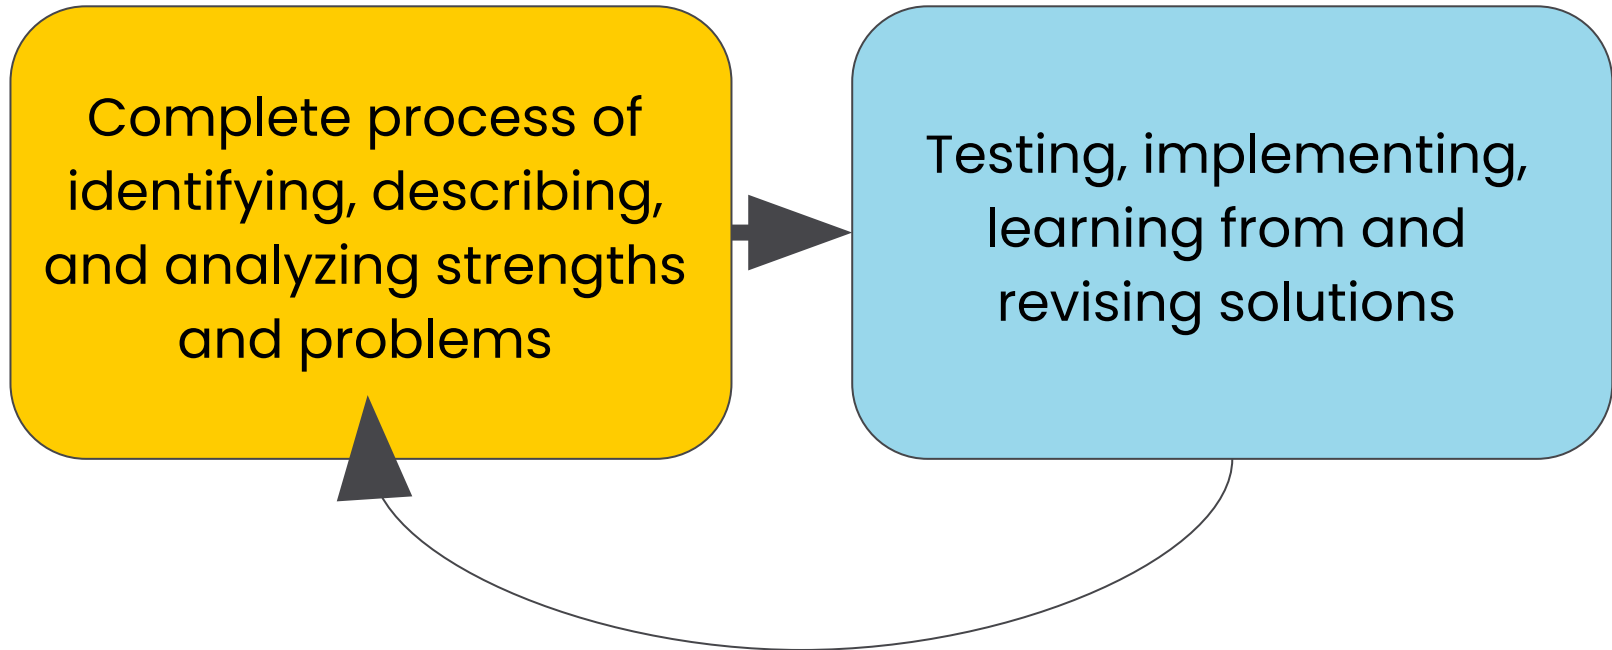 Complete process of
identifying, describing,
and analyzing strengths
and problems
Testing, implementing,
learning from and
revising solutions